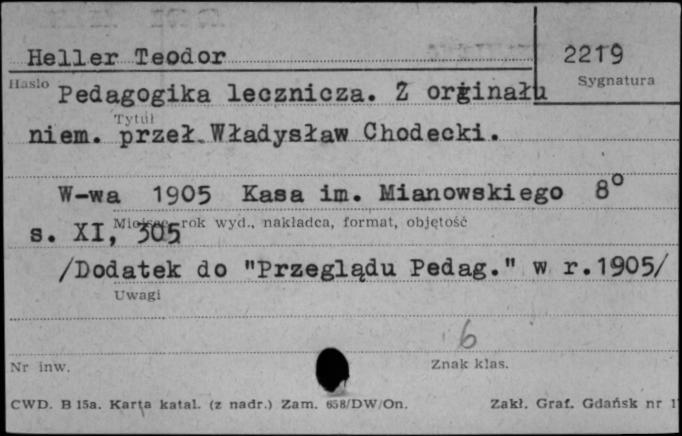 Heller Teodor
2219
Hasło
Sygnatura
Pedagogika lecznicza. Z orginału
Tytuł
niem. przeł. Władysław Chodecki.
W-wa 1905 Kasa im. Mianowskiego 8°
Miejsce, rok wyd., nakładca, format, objętość
s. XI, 305
/Dodatek do "Przeglądu Pedag." w r.1905/
Uwagi
6
Nr inw.
Znak klas.
CWD. B 15a. Karta katal. (z nadr.) Zam. 658/DW/On.
Zakł. Graf. Gdańsk nr 1